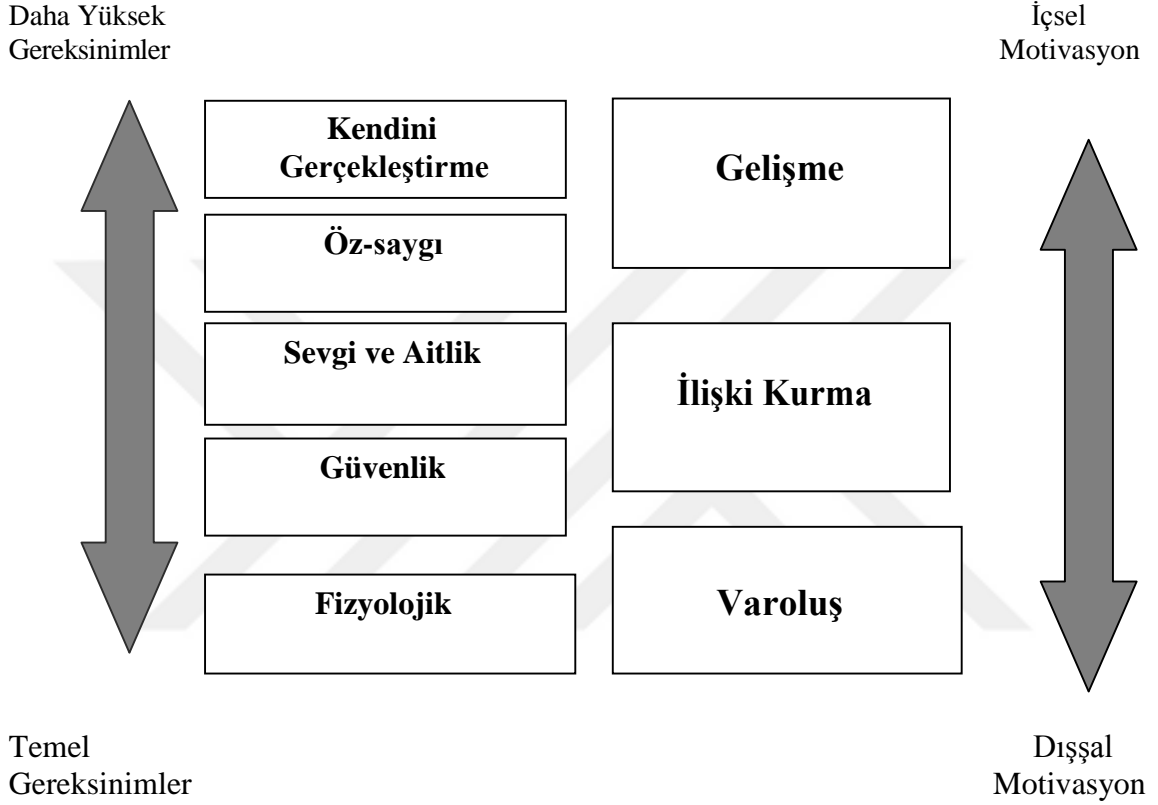 Daha Yüksek
Gereksinimler
İçsel
Motivasyon
Kendini
Gerçekleştirme
Gelişme
Öz-saygı
Sevgi ve Aitlik
İlişki Kurma
Güvenlik
Fizyolojik
Varoluş
Temel
Gereksinimler
Dışşal
Motivasyon